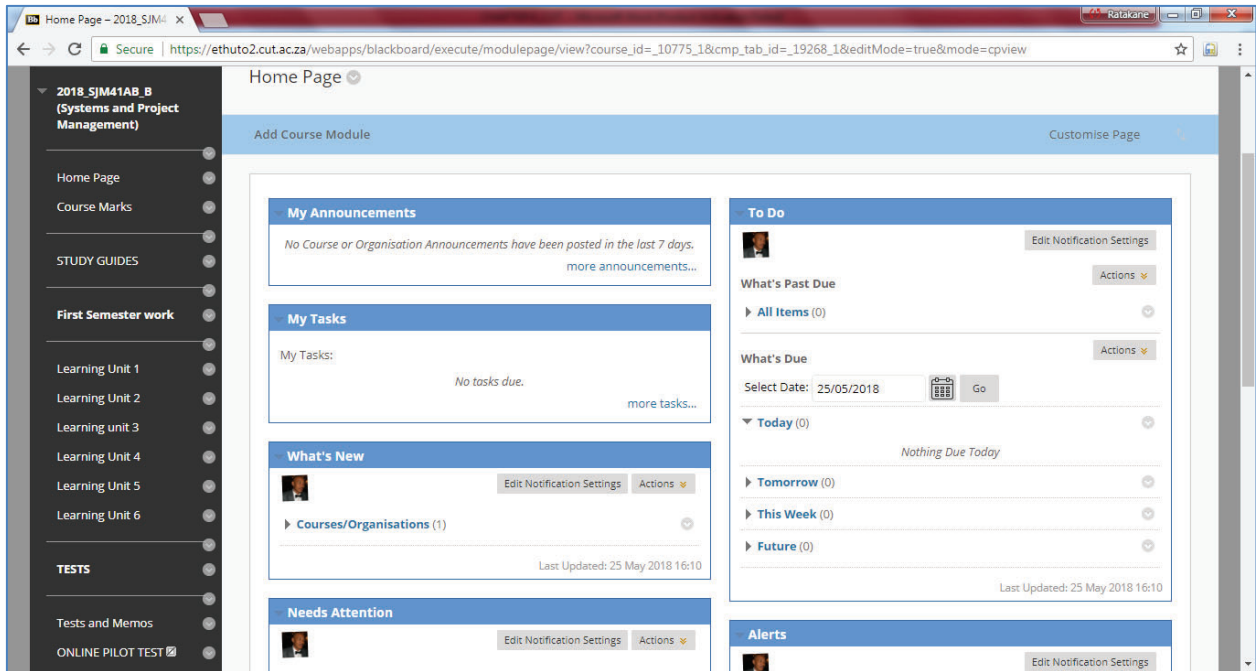 Home Page – 2018_SJM4
Ratakane
Secure
https://ethuto2.cut.ac.za/webapps/blackboard/execute/modulepage/view?course_id=_10775_1&cmp_tab_id=_19268_1&editMode=true&mode=cpview
2018_SJM41AB_B
(Systems and Project
Management)
Home Page
Course Marks
STUDY GUIDES
First Semester work
Learning Unit 1
Learning Unit 2
Learning unit 3
Learning Unit 4
Learning Unit 5
Learning Unit 6
TESTS
Tests and Memos
ONLINE PILOT TEST
Home Page
Add Course Module
Customise Page
My Announcements
No Course or Organisation Announcements have been posted in the last 7 days.
more announcements...
My Tasks
My Tasks:
No tasks due.
more tasks...
What's New
Edit Notification Settings
Actions
Courses/Organisations (1)
Last Updated: 25 May 2018 16:10
Needs Attention
Edit Notification Settings
Actions
To Do
Edit Notification Settings
Actions
What's Past Due
All Items (0)
Actions
What's Due
Select Date: 25/05/2018
Go
Today (0)
Nothing Due Today
Tomorrow (0)
This Week (0)
Future (0)
Last Updated: 25 May 2018 16:10
Alerts
Edit Notification Settings